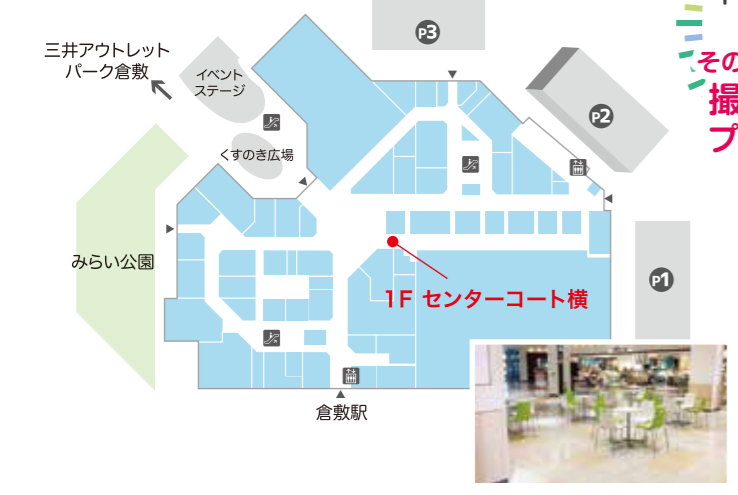 P3
三井アウトレット
パーク倉敷
イベント
ステージ
P2
くすのき広場
みらい公園
P1
1F センターコート横
倉敷駅
その
撮
プ